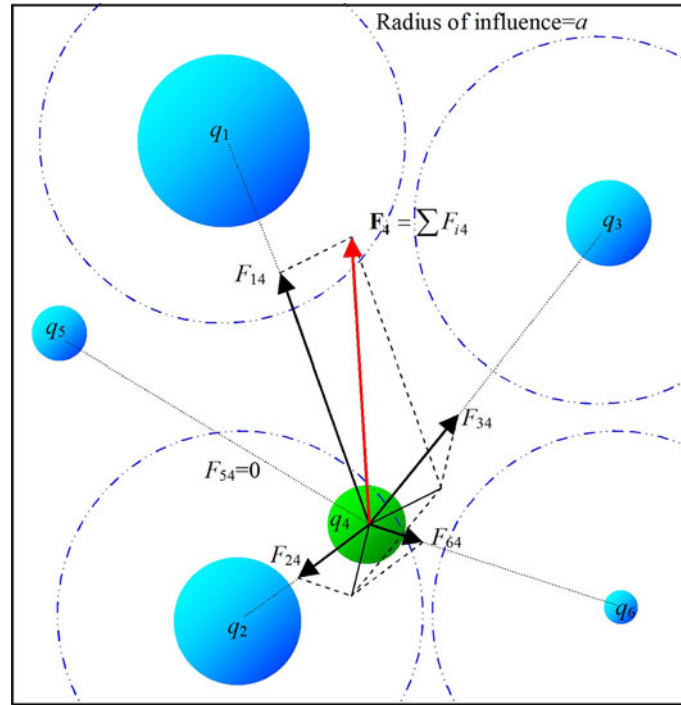 Radius of influence=a
q₁
q₃
F₄ = ∑ Fᵢ₄
F₁₄
q₅
F₃₄
F₅₄=0
q₄
F₆₄
F₂₄
q₂
q₆